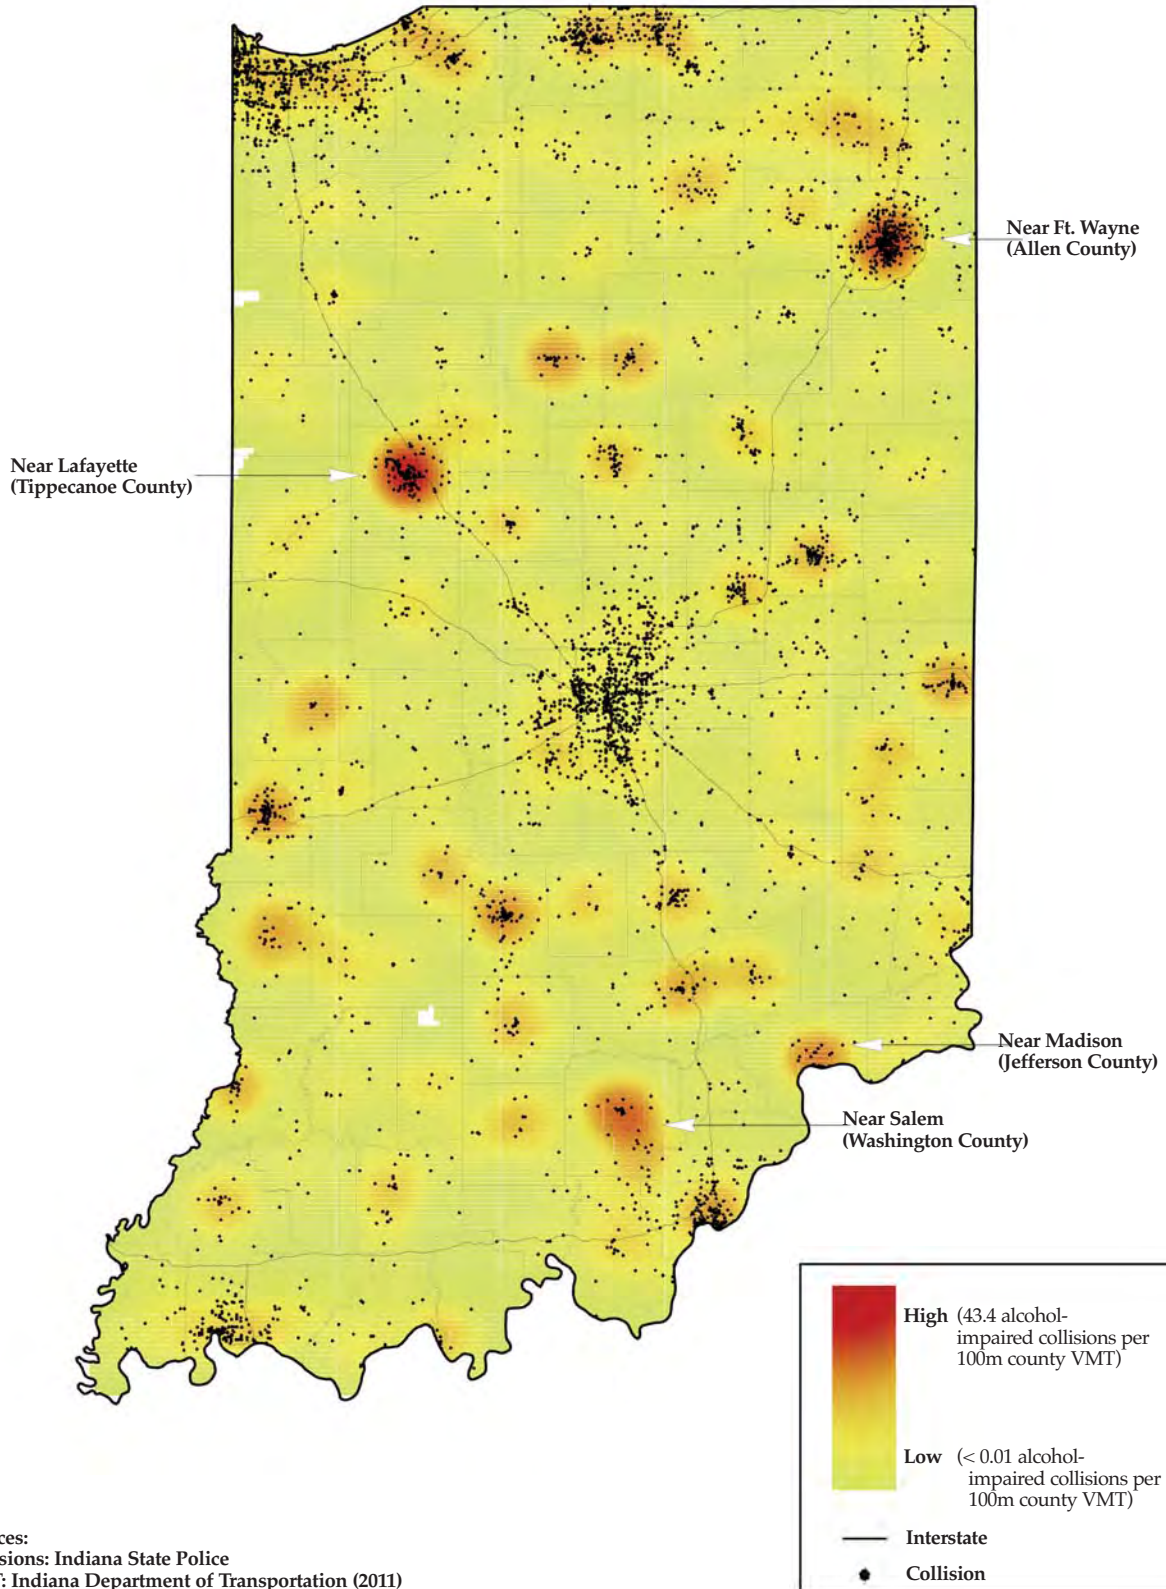 Near Ft. Wayne
(Allen County)
Near Lafayette
(Tippecanoe County)
Near Madison
(Jefferson County)
Near Salem
(Washington County)
High (43.4 alcohol-
impaired collisions per
100m county VMT)
Low (< 0.01 alcohol-
impaired collisions per
100m county VMT)
Interstate
Collision
ces:
sions: Indiana State Police
T: Indiana Department of Transportation (2011)